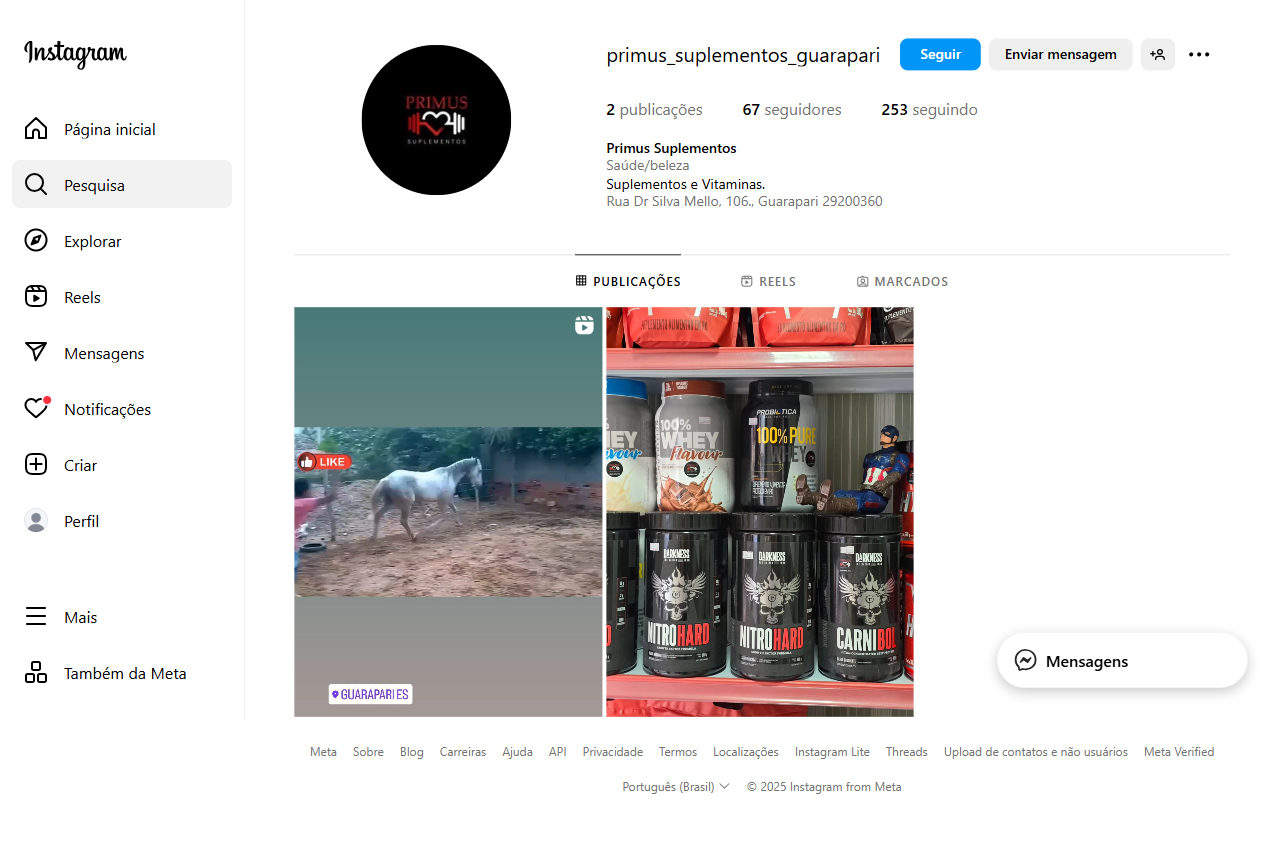 Instagram
Página inicial
Pesquisa
Explorar
Reels
Mensagens
Notificações
Criar
Perfil
Mais
Também da Meta
PRIMUS
SUPLEMENTOS
primus_suplementos_guarapari
Seguir
Enviar mensagem
2 publicações 67 seguidores 253 seguindo
Primus Suplementos
Saúde/beleza
Suplementos e Vitaminas.
Rua Dr Silva Mello, 106., Guarapari 29200360
PUBLICAÇÕES REELS MARCADOS
LIKE
GUARAPARI ES
100%
WHEY
Flavour
PROBIÓTICA
100% PURE
WHEY
DARKNESS
NITROHARD
DARKNESS
NITROHARD
DARKNESS
CARNIBOL
Mensagens
Meta Sobre Blog Carreiras Ajuda API Privacidade Termos Localizações Instagram Lite Threads Upload de contatos e não usuários Meta Verified
Português (Brasil) © 2025 Instagram from Meta